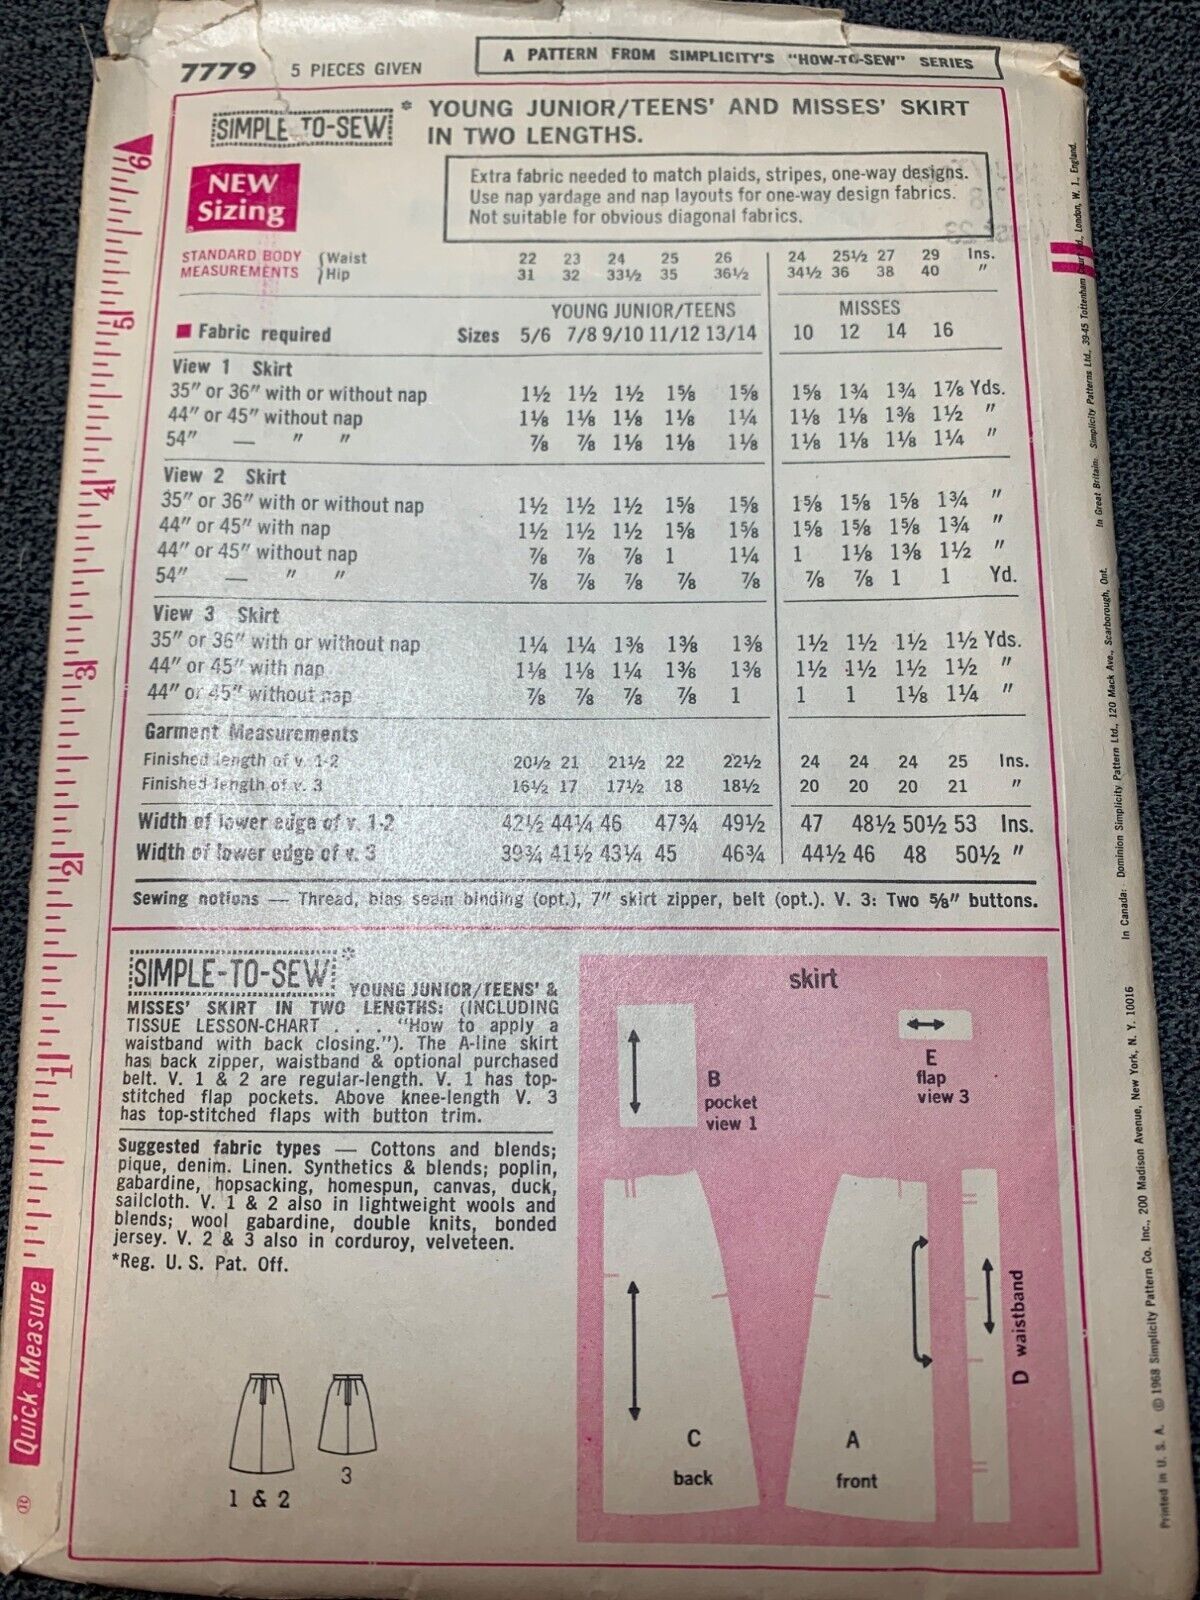 7779 5 PIECES GIVEN
A PATTERN FROM SIMPLICITY'S "HOW-TO-SEW" SERIES
SIMPLE-TO-SEW * YOUNG JUNIOR/TEENS' AND MISSES' SKIRT
IN TWO LENGTHS.
NEW
Sizing
Extra fabric needed to match plaids, stripes, one-way designs.
Use nap yardage and nap layouts for one-way design fabrics.
Not suitable for obvious diagonal fabrics.
STANDARD BODY { Waist 22 23 24 25 26 24 25½ 27 29 Ins.
MEASUREMENTS { Hip 31 32 33½ 35 36½ 34½ 36 38 40 "
YOUNG JUNIOR/TEENS MISSES
■ Fabric required Sizes 5/6 7/8 9/10 11/12 13/14 10 12 14 16
View 1 Skirt
35" or 36" with or without nap 1½ 1½ 1½ 1⅝ 1⅝ 1⅝ 1¾ 1¾ 1⅞ Yds.
44" or 45" without nap 1⅛ 1⅛ 1⅛ 1⅛ 1¼ 1⅛ 1⅛ 1⅜ 1½ "
54" — " " ⅞ ⅞ 1⅛ 1⅛ 1⅛ 1⅛ 1⅛ 1⅛ 1¼ "
View 2 Skirt
35" or 36" with or without nap 1½ 1½ 1½ 1⅝ 1⅝ 1⅝ 1⅝ 1⅝ 1¾ "
44" or 45" with nap 1½ 1½ 1½ 1⅝ 1⅝ 1⅝ 1⅝ 1⅝ 1¾ "
44" or 45" without nap ⅞ ⅞ ⅞ 1 1¼ 1 1⅛ 1⅜ 1½ "
54" — " " ⅞ ⅞ ⅞ ⅞ ⅞ ⅞ ⅞ 1 1 Yd.
View 3 Skirt
35" or 36" with or without nap 1¼ 1¼ 1⅜ 1⅜ 1⅜ 1½ 1½ 1½ 1½ Yds.
44" or 45" with nap 1⅛ 1⅛ 1¼ 1⅜ 1⅜ 1½ 1½ 1½ 1½ "
44" or 45" without nap ⅞ ⅞ ⅞ ⅞ 1 1 1 1⅛ 1¼ "
Garment Measurements
Finished length of v. 1-2 20½ 21 21½ 22 22½ 24 24 24 25 Ins.
Finished length of v. 3 16½ 17 17½ 18 18½ 20 20 20 21 "
Width of lower edge of v. 1-2 42½ 44¼ 46 47¾ 49½ 47 48½ 50½ 53 Ins.
Width of lower edge of v. 3 39¾ 41½ 43¼ 45 46¾ 44½ 46 48 50½ "
Sewing notions — Thread, bias seam binding (opt.), 7" skirt zipper, belt (opt.). V. 3: Two ⅝" buttons.
SIMPLE-TO-SEW * YOUNG JUNIOR/TEENS' &
MISSES' SKIRT IN TWO LENGTHS: (INCLUDING
TISSUE LESSON-CHART . . . "How to apply a
waistband with back closing."). The A-line skirt
has back zipper, waistband & optional purchased
belt. V. 1 & 2 are regular-length. V. 1 has top-
stitched flap pockets. Above knee-length V. 3
has top-stitched flaps with button trim.
Suggested fabric types — Cottons and blends;
pique, denim. Linen. Synthetics & blends; poplin,
gabardine, hopsacking, homespun, canvas, duck,
sailcloth. V. 1 & 2 also in lightweight wools and
blends; wool gabardine, double knits, bonded
jersey. V. 2 & 3 also in corduroy, velveteen.
*Reg. U. S. Pat. Off.
1 & 2
3
skirt
B
pocket
view 1
E
flap
view 3
C
back
A
front
D waistband
6
5
4
3
2
1
Quick Measure
®
Printed in U. S. A. © 1968 Simplicity Pattern Co. Inc., 200 Madison Avenue, New York, N. Y. 10016
In Canada: Dominion Simplicity Pattern Ltd., 120 Mack Ave., Scarborough, Ont.
In Great Britain: Simplicity Patterns Ltd., 39-45 Tottenham Court Rd., London, W. 1., England.